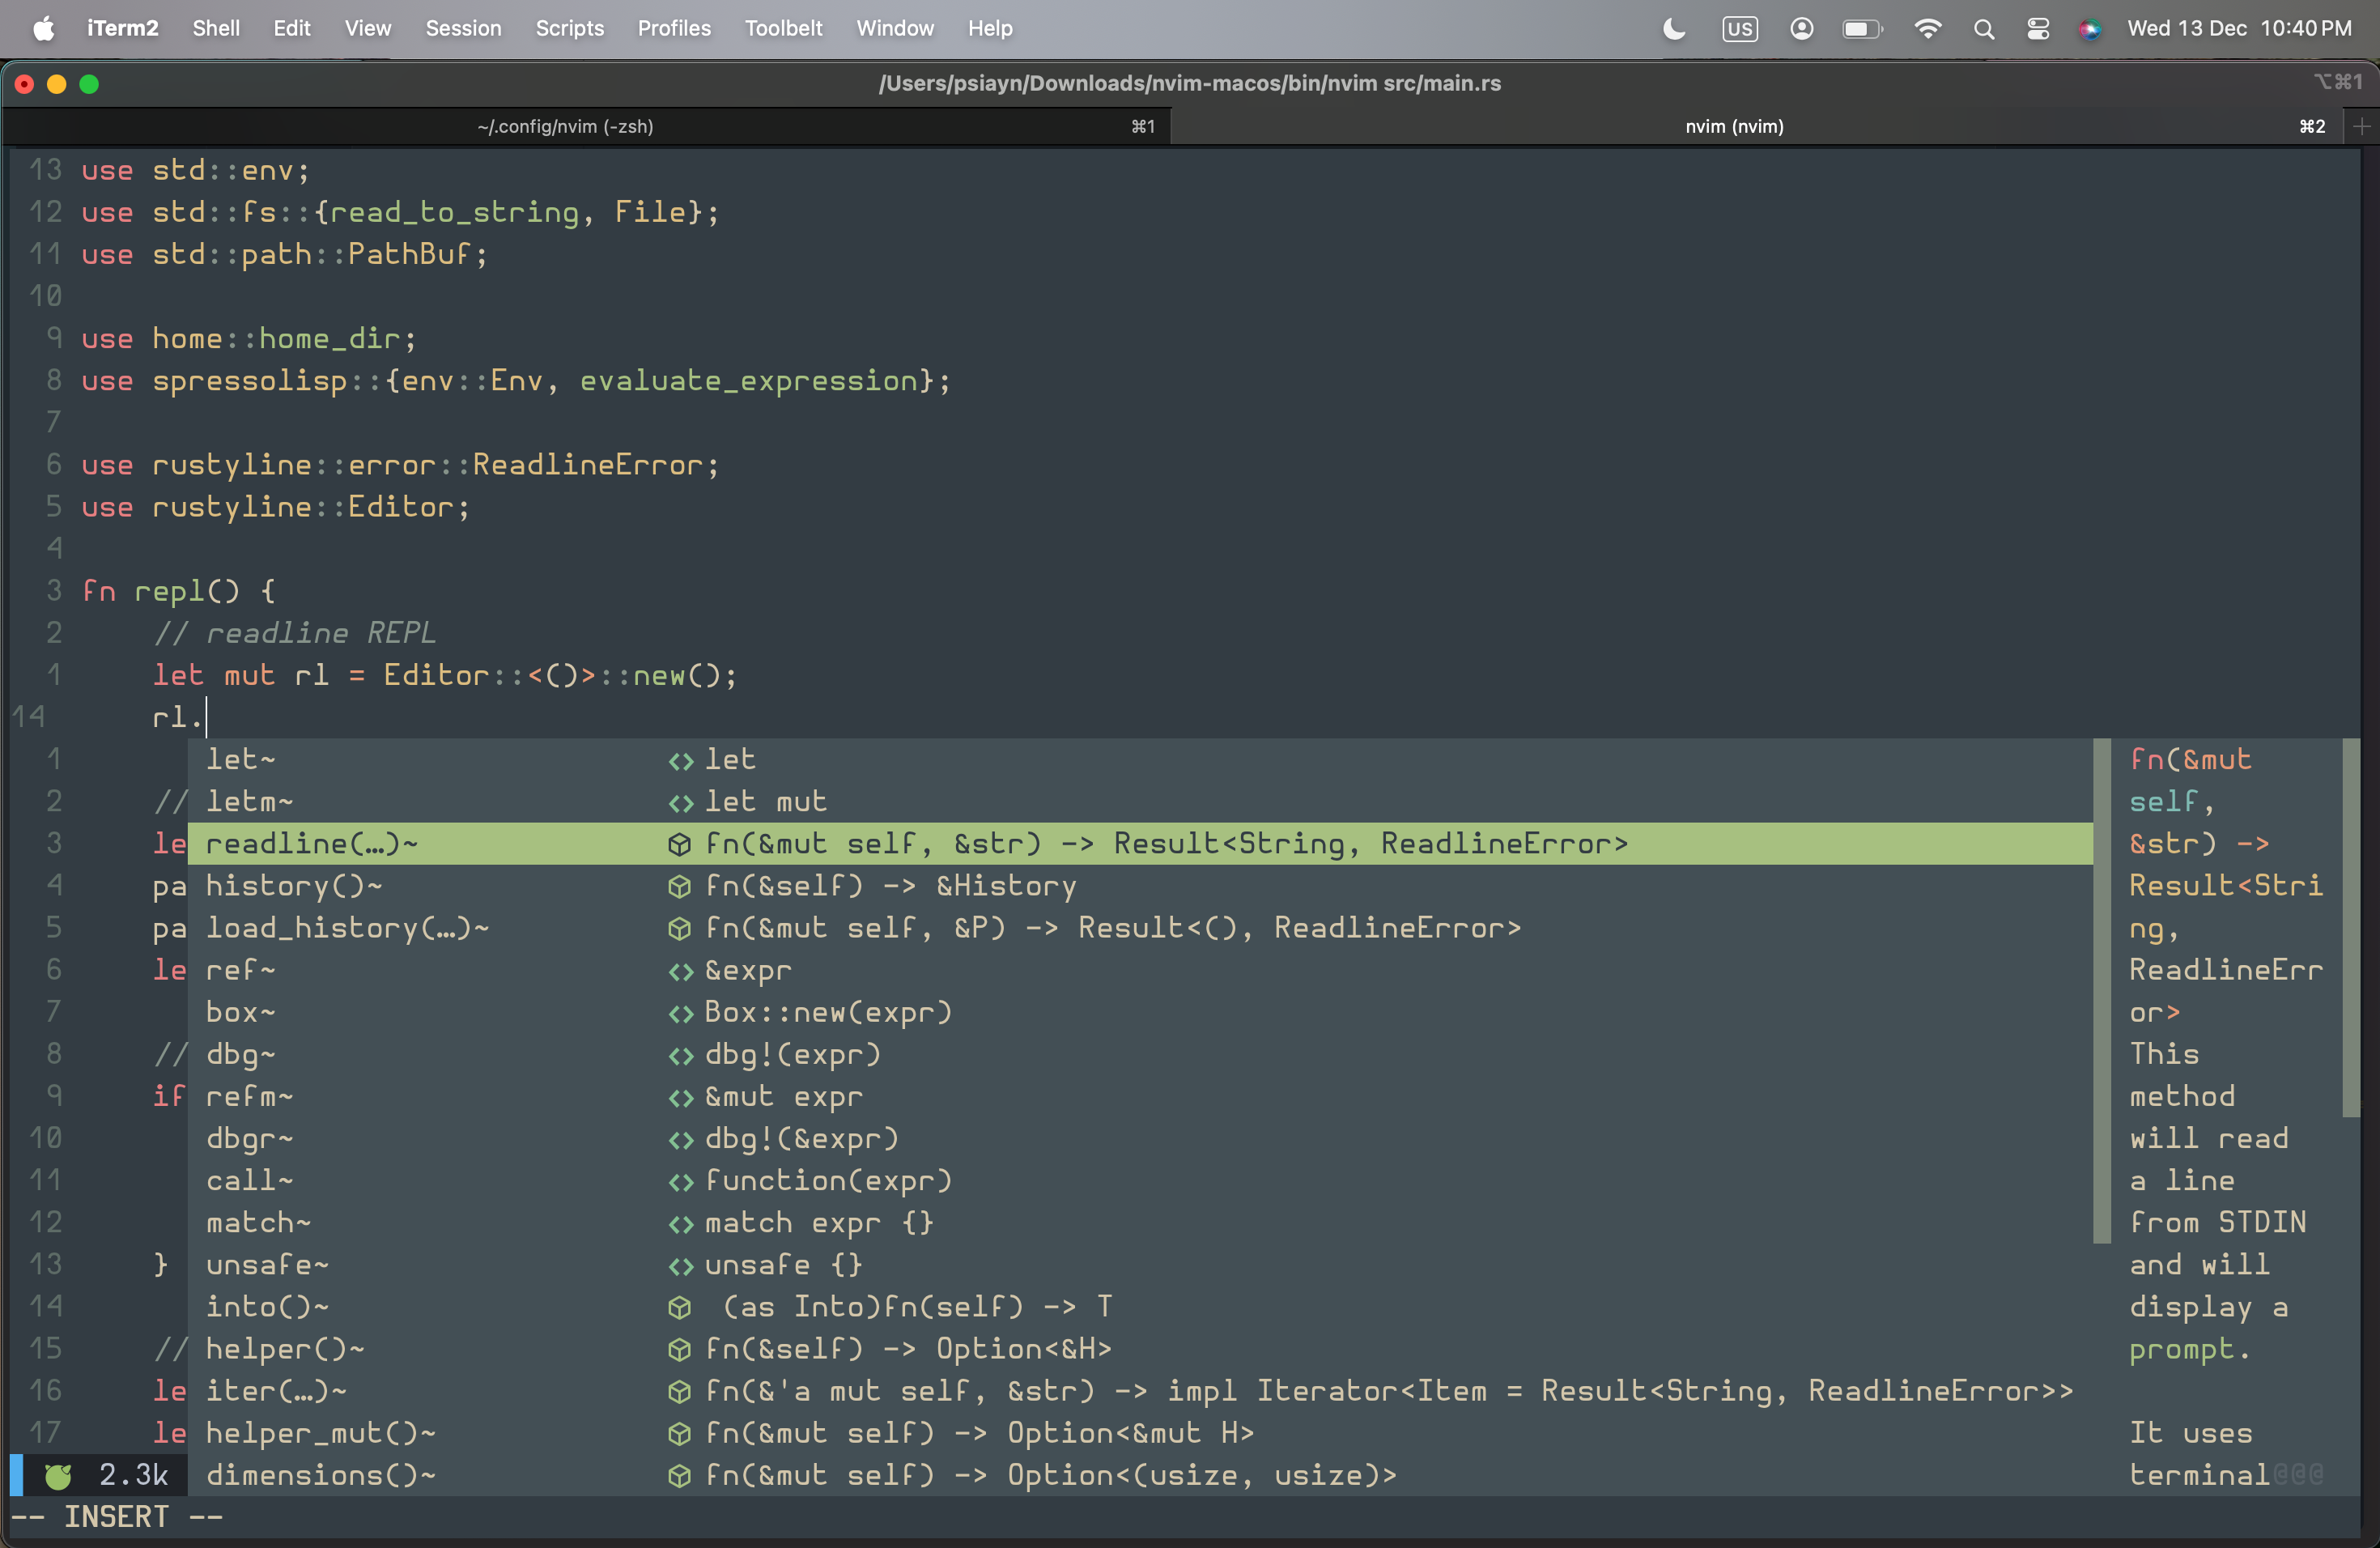 iTerm2 Shell Edit View Session Scripts Profiles Toolbelt Window Help US Wed 13 Dec 10:40 PM
/Users/psiayn/Downloads/nvim-macos/bin/nvim src/main.rs ⌥⌘1
~/.config/nvim (-zsh) ⌘1 nvim (nvim) ⌘2 +
13 use std::env;
12 use std::fs::{read_to_string, File};
11 use std::path::PathBuf;
10
9 use home::home_dir;
8 use spressolisp::{env::Env, evaluate_expression};
7
6 use rustyline::error::ReadlineError;
5 use rustyline::Editor;
4
3 fn repl() {
2 // readline REPL
1 let mut rl = Editor::<()>::new();
14 rl.
1 let~ <> let fn(&mut
2 // letm~ <> let mut self,
3 le readline(…)~ fn(&mut self, &str) -> Result<String, ReadlineError> &str) ->
4 pa history()~ fn(&self) -> &History Result<Stri
5 pa load_history(…)~ fn(&mut self, &P) -> Result<(), ReadlineError> ng,
6 le ref~ <> &expr ReadlineErr
7 box~ <> Box::new(expr) or>
8 // dbg~ <> dbg!(expr) This
9 if refm~ <> &mut expr method
10 dbgr~ <> dbg!(&expr) will read
11 call~ <> function(expr) a line
12 match~ <> match expr {} from STDIN
13 } unsafe~ <> unsafe {} and will
14 into()~ (as Into)fn(self) -> T display a
15 // helper()~ fn(&self) -> Option<&H> prompt.
16 le iter(…)~ fn(&'a mut self, &str) -> impl Iterator<Item = Result<String, ReadlineError>>
17 le helper_mut()~ fn(&mut self) -> Option<&mut H> It uses
2.3k dimensions()~ fn(&mut self) -> Option<(usize, usize)> terminal@@@
-- INSERT --